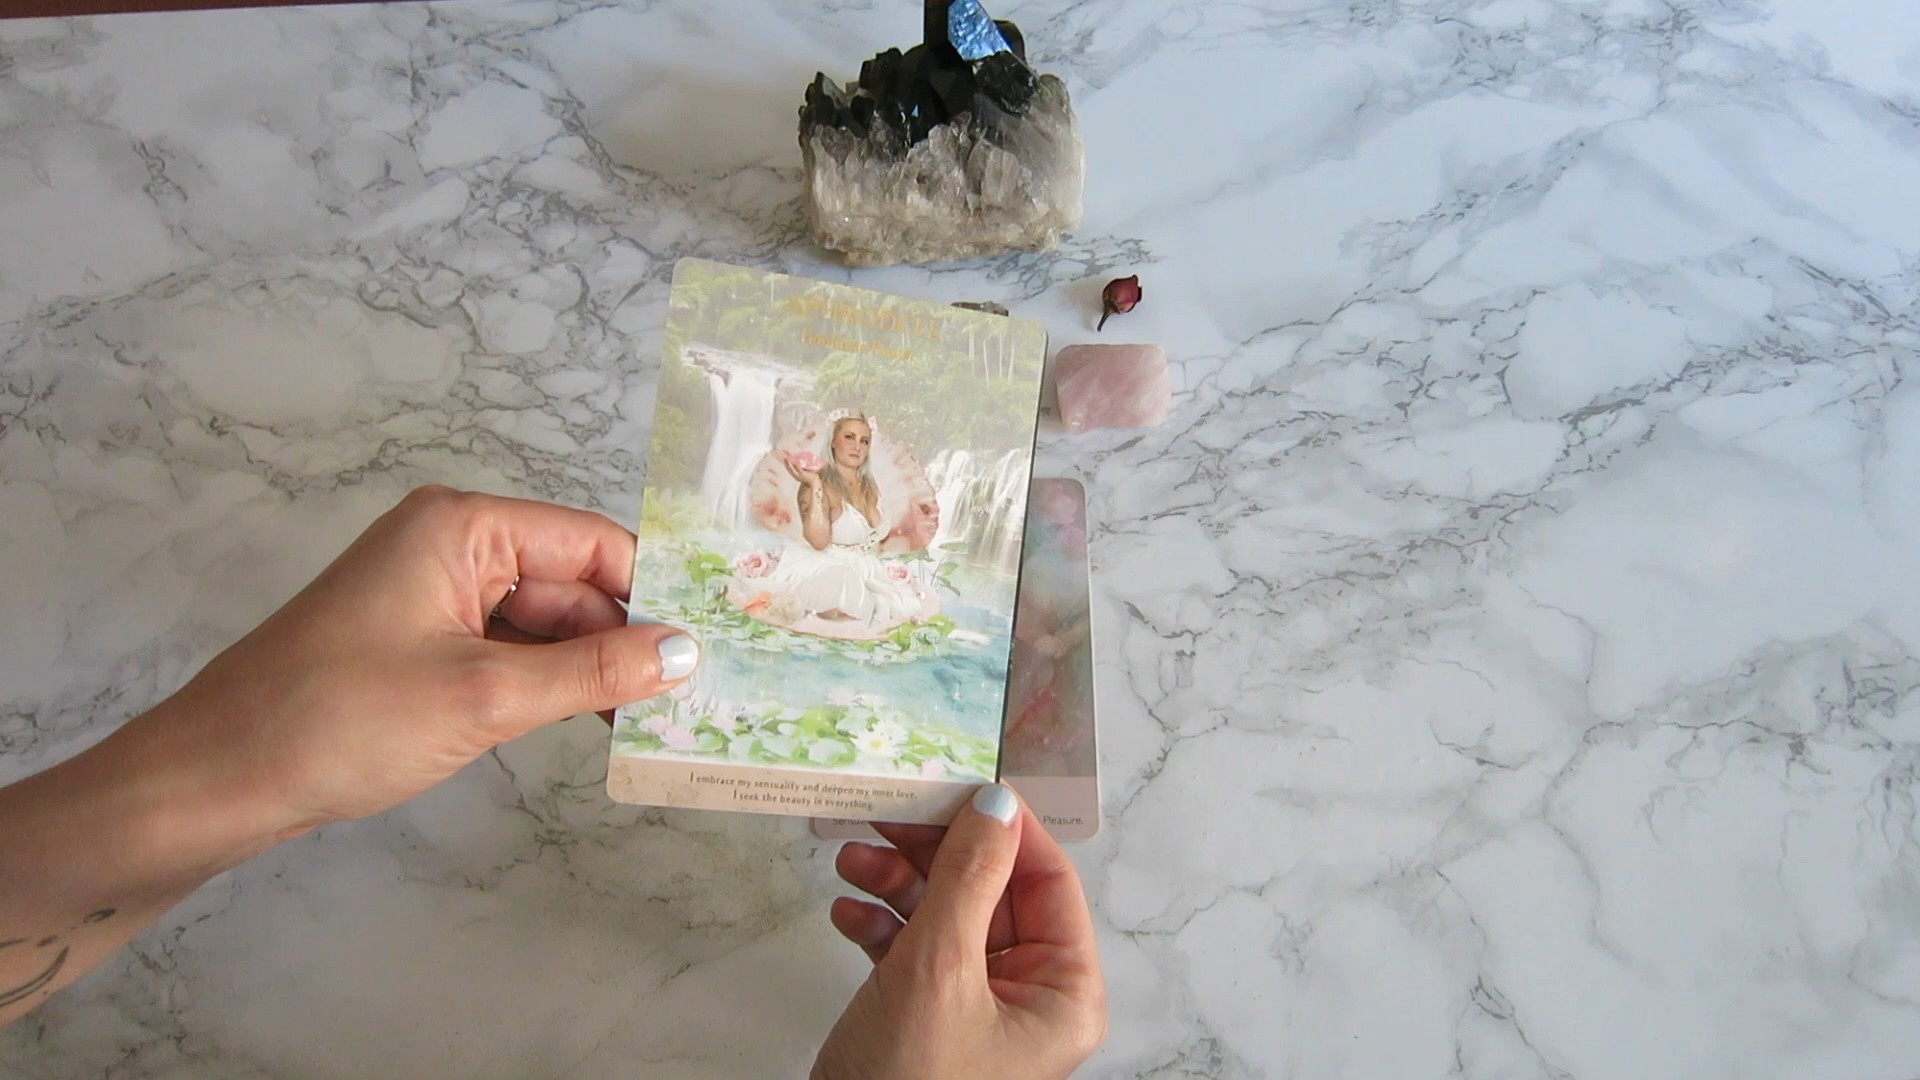 APHRODITE
I embrace my sensuality and deepen my inner love.
I seek the beauty in everything.
Pleasure.